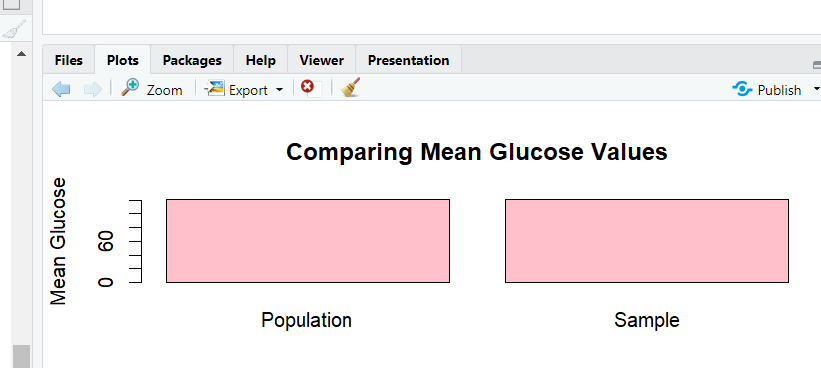 Files Plots Packages Help Viewer Presentation
Zoom Export Publish
Comparing Mean Glucose Values
Mean Glucose
60
0
Population Sample